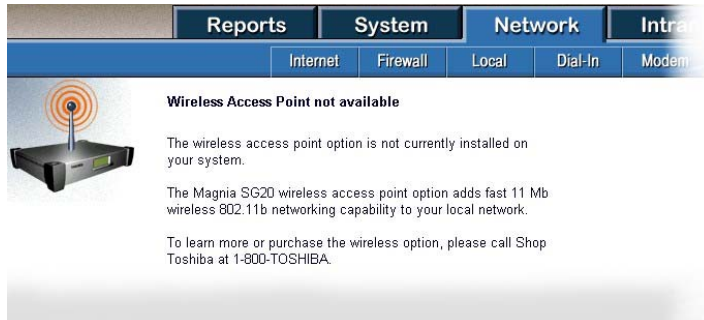 Reports System Network Intra
Internet Firewall Local Dial-In Modem
Wireless Access Point not available
The wireless access point option is not currently installed on
your system.
The Magnia SG20 wireless access point option adds fast 11 Mb
wireless 802.11b networking capability to your local network.
To learn more or purchase the wireless option, please call Shop
Toshiba at 1-800-TOSHIBA.